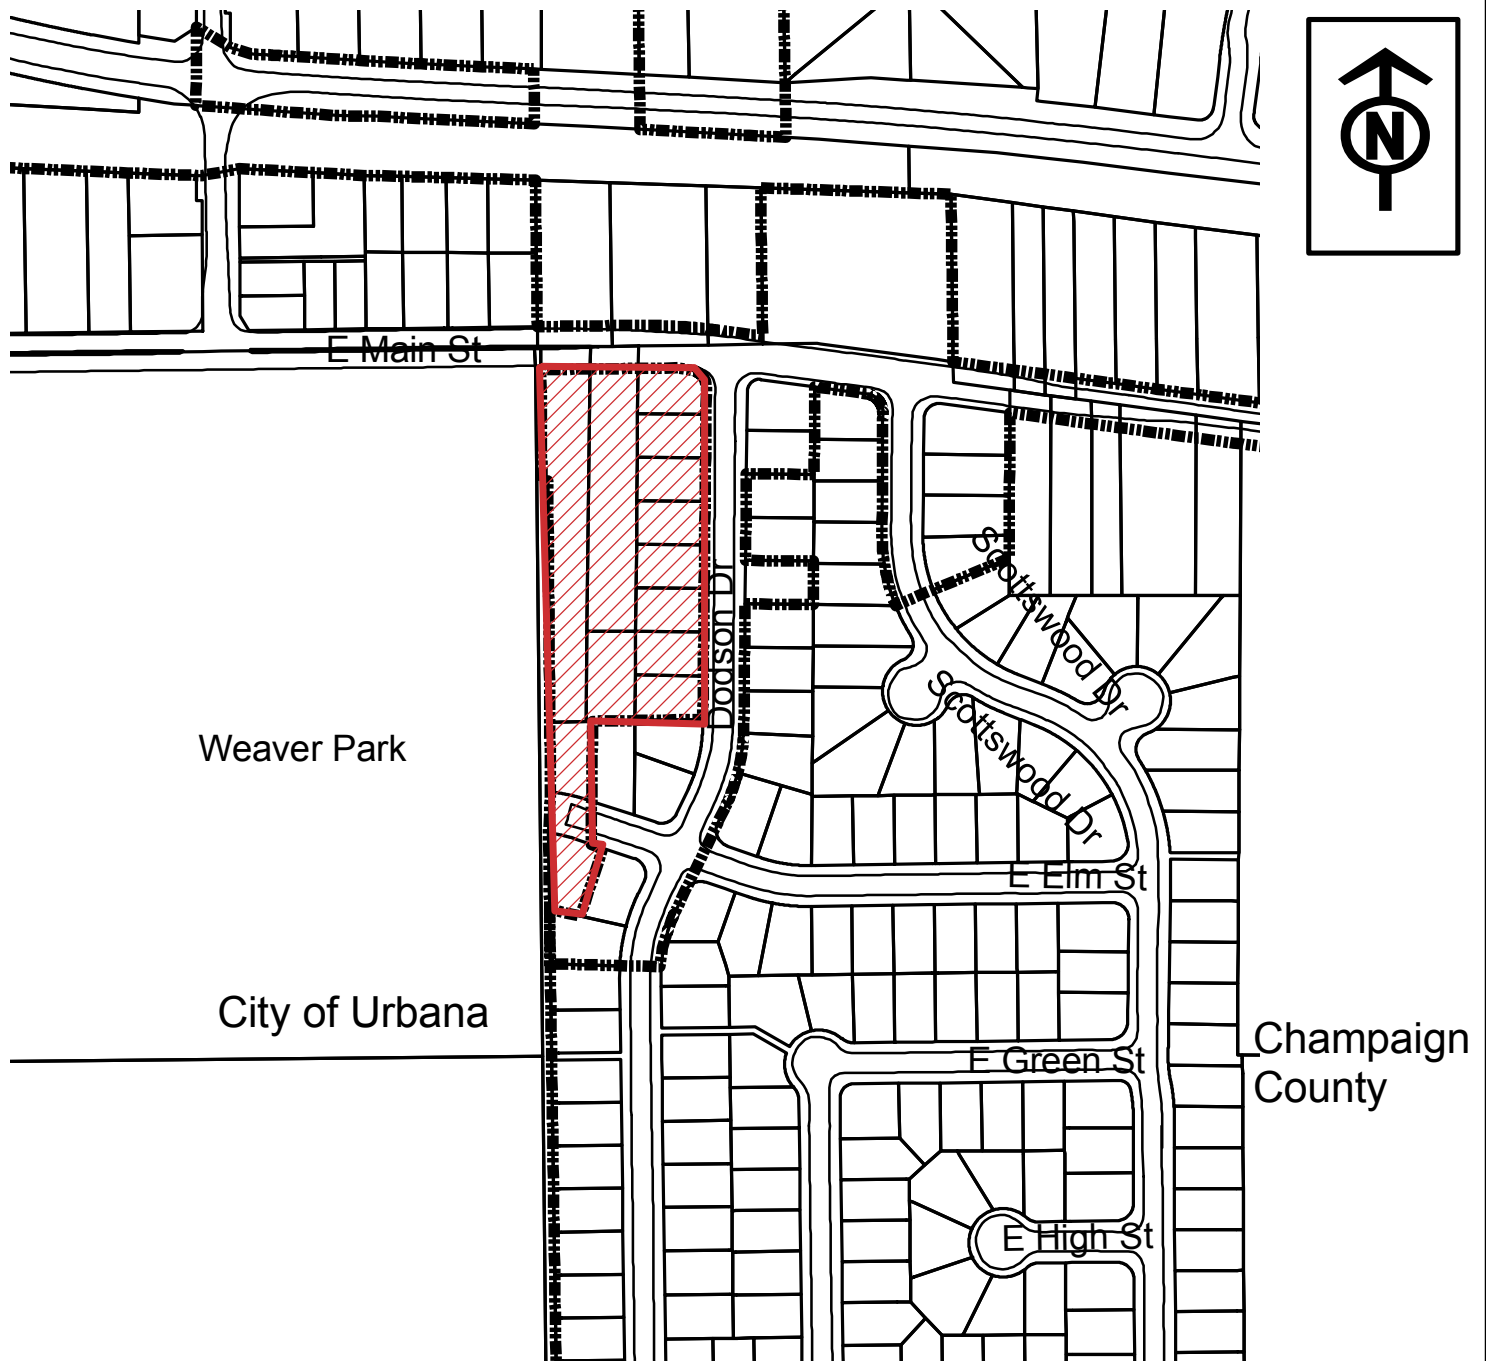 N
E Main St
Scottswood Dr
Dodson Dr
Scottswood Dr
Weaver Park
E Elm St
City of Urbana
Champaign
County
E Green St
E High St